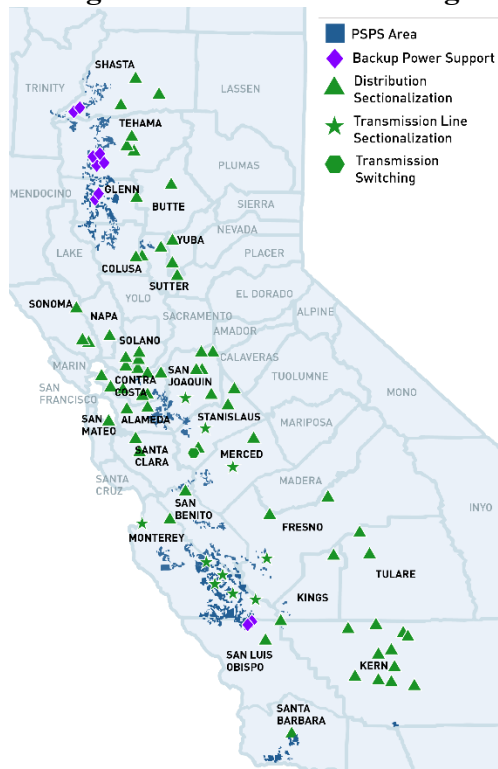 PSPS Area
Backup Power Support
Distribution
Sectionalization
Transmission Line
Sectionalization
Transmission
Switching
SHASTA
TRINITY
LASSEN
TEHAMA
PLUMAS
MENDOCINO
GLENN
BUTTE
SIERRA
NEVADA
YUBA
LAKE
PLACER
COLUSA
SUTTER
YOLO
EL DORADO
SONOMA
NAPA
SACRAMENTO
ALPINE
AMADOR
SOLANO
CALAVERAS
MARIN
SAN
JOAQUIN
TUOLUMNE
CONTRA
COSTA
SAN
FRANCISCO
MONO
STANISLAUS
ALAMEDA
SAN
MATEO
MARIPOSA
SANTA
CLARA
MERCED
SANTA
CRUZ
MADERA
INYO
SAN
BENITO
FRESNO
MONTEREY
TULARE
KINGS
SAN LUIS
OBISPO
KERN
SANTA
BARBARA